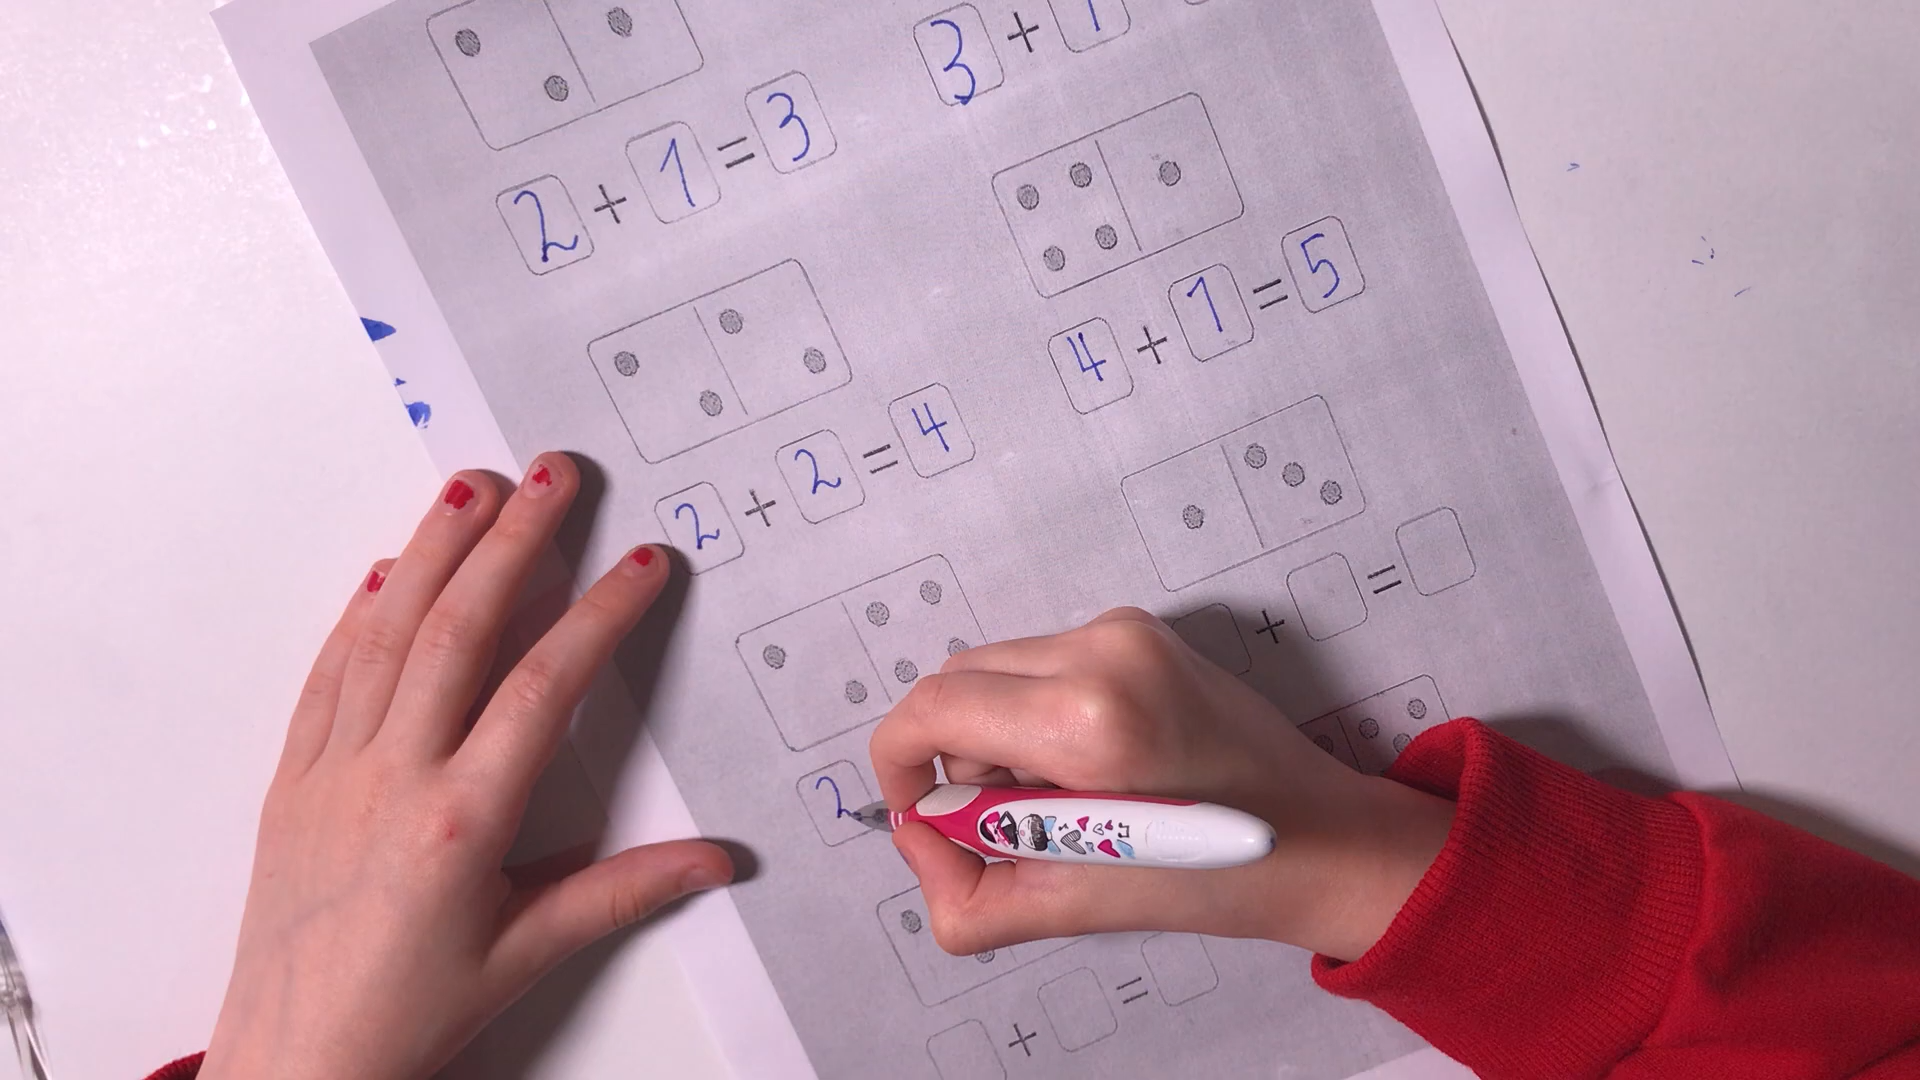 2 + 1 = 3
3 + 1
2 + 2 = 4
4 + 1 = 5
2
+ =
+ =